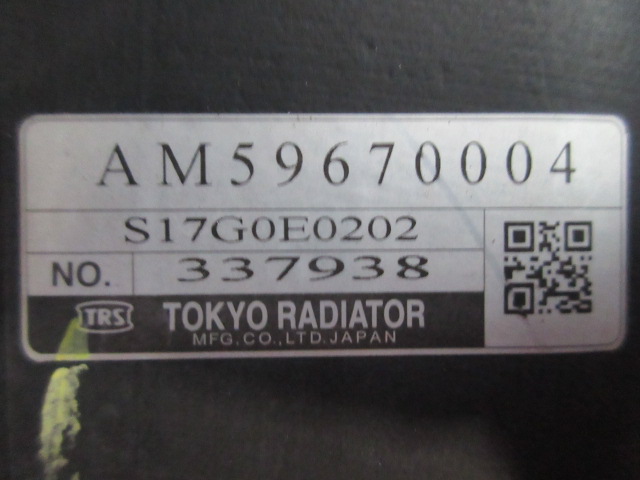 AM59670004
S17G0E0202
NO. 337938
TRS TOKYO RADIATOR
MFG.CO.,LTD.JAPAN